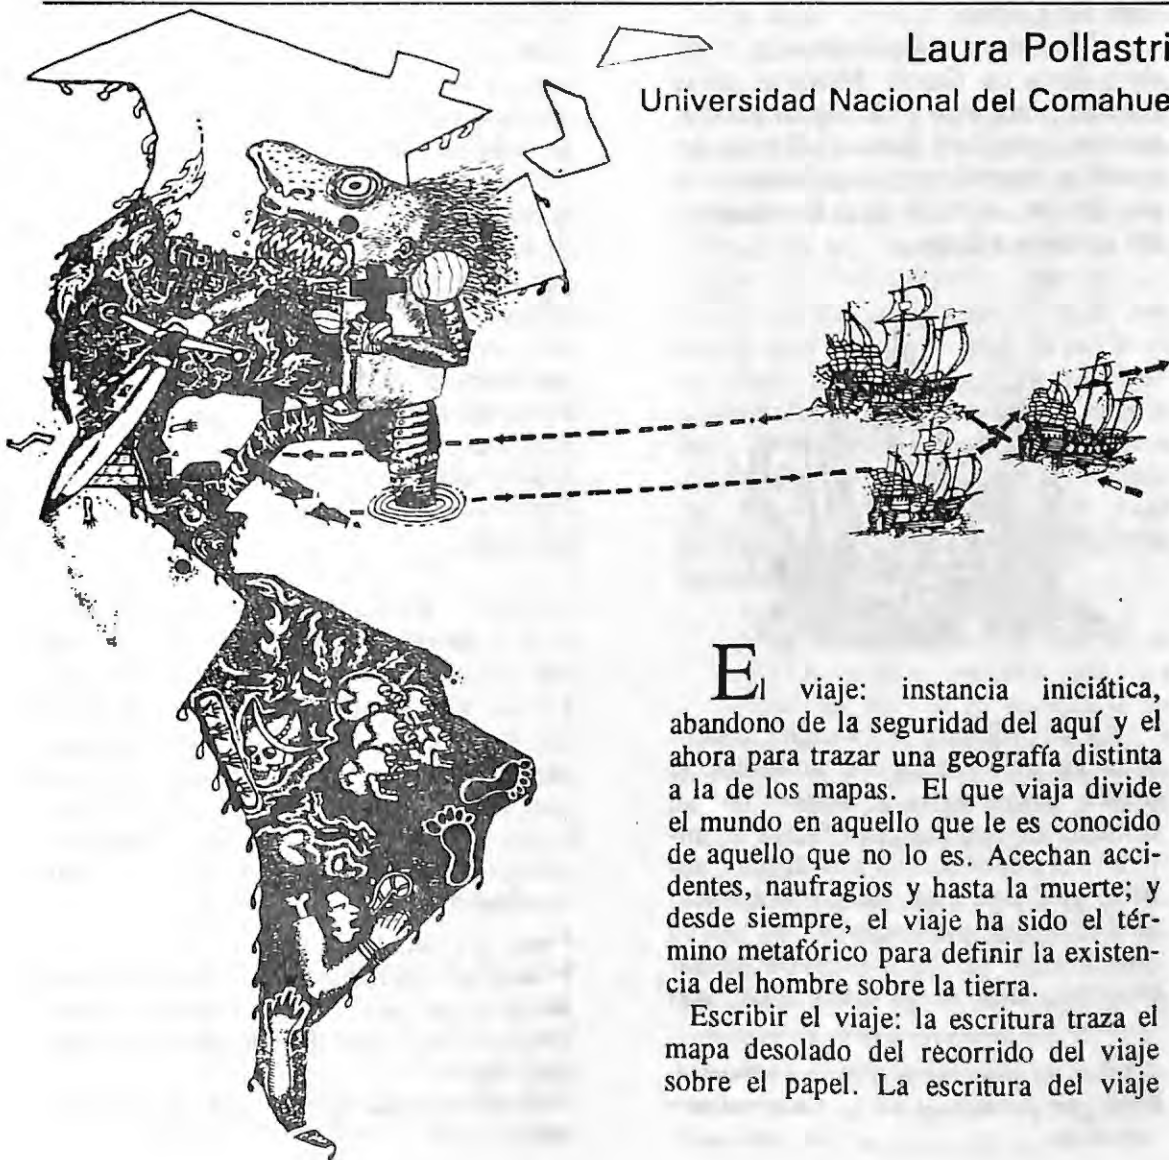 Laura Pollastri
Universidad Nacional del Comahue
El viaje: instancia iniciática,
abandono de la seguridad del aquí y el
ahora para trazar una geografía distinta
a la de los mapas. El que viaja divide
el mundo en aquello que le es conocido
de aquello que no lo es. Acechan acci-
dentes, naufragios y hasta la muerte; y
desde siempre, el viaje ha sido el tér-
mino metafórico para definir la existen-
cia del hombre sobre la tierra.
Escribir el viaje: la escritura traza el
mapa desolado del recorrido del viaje
sobre el papel. La escritura del viaje